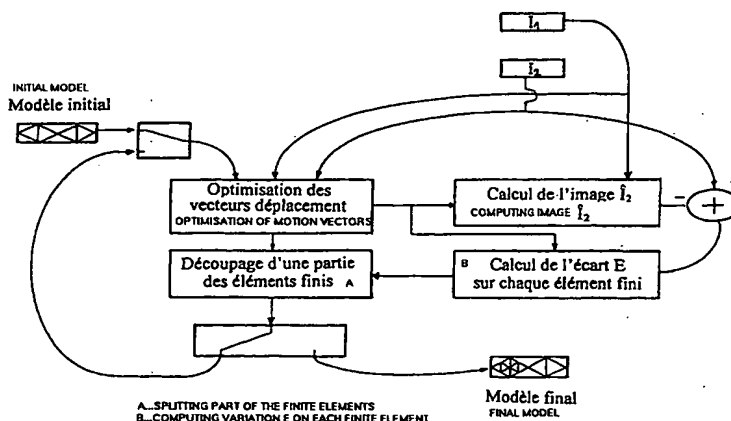 I₁
I₂
INITIAL MODEL
Modèle initial
Optimisation des
vecteurs déplacement
OPTIMISATION OF MOTION VECTORS
Calcul de l'image Î₂
COMPUTING IMAGE Î₂
−
+
Découpage d'une partie
des éléments finis A
B Calcul de l'écart E
sur chaque élément fini
Modèle final
FINAL MODEL
A...SPLITTING PART OF THE FINITE ELEMENTS
B...COMPUTING VARIATION E ON EACH FINITE ELEMENT